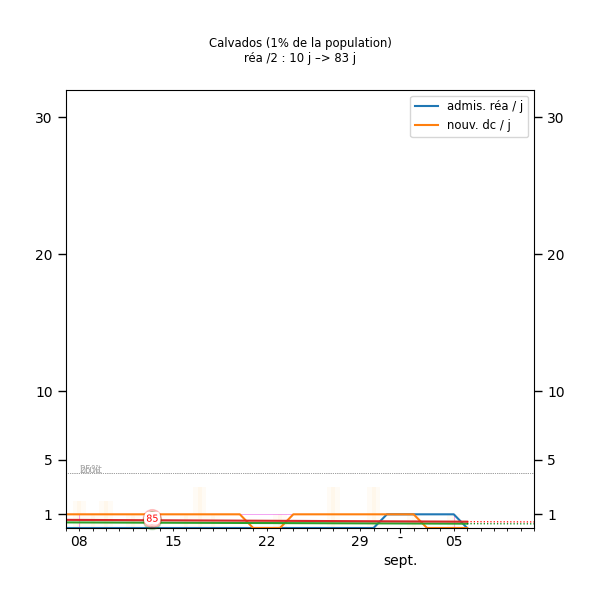 Calvados (1% de la population)
réa /2 : 10 j –> 83 j
admis. réa / j
nouv. dc / j
30 30
20 20
10 10
5 5
1 1
85
08 15 22 29 - 05
sept.